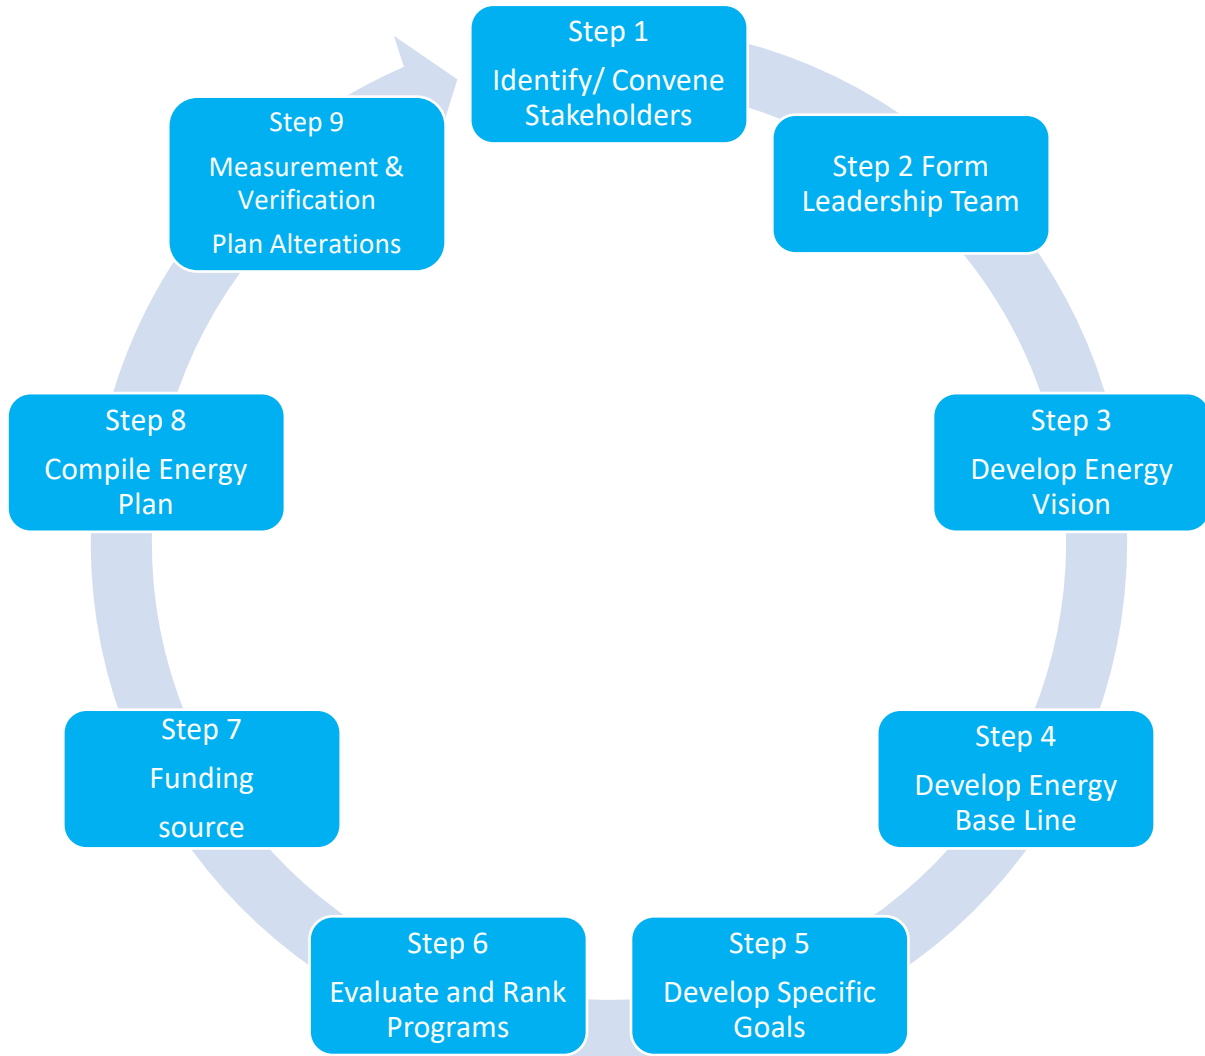 Step 1
Identify/ Convene
Stakeholders
Step 2 Form
Leadership Team
Step 3
Develop Energy
Vision
Step 4
Develop Energy
Base Line
Step 5
Develop Specific
Goals
Step 6
Evaluate and Rank
Programs
Step 7
Funding
source
Step 8
Compile Energy
Plan
Step 9
Measurement &
Verification
Plan Alterations